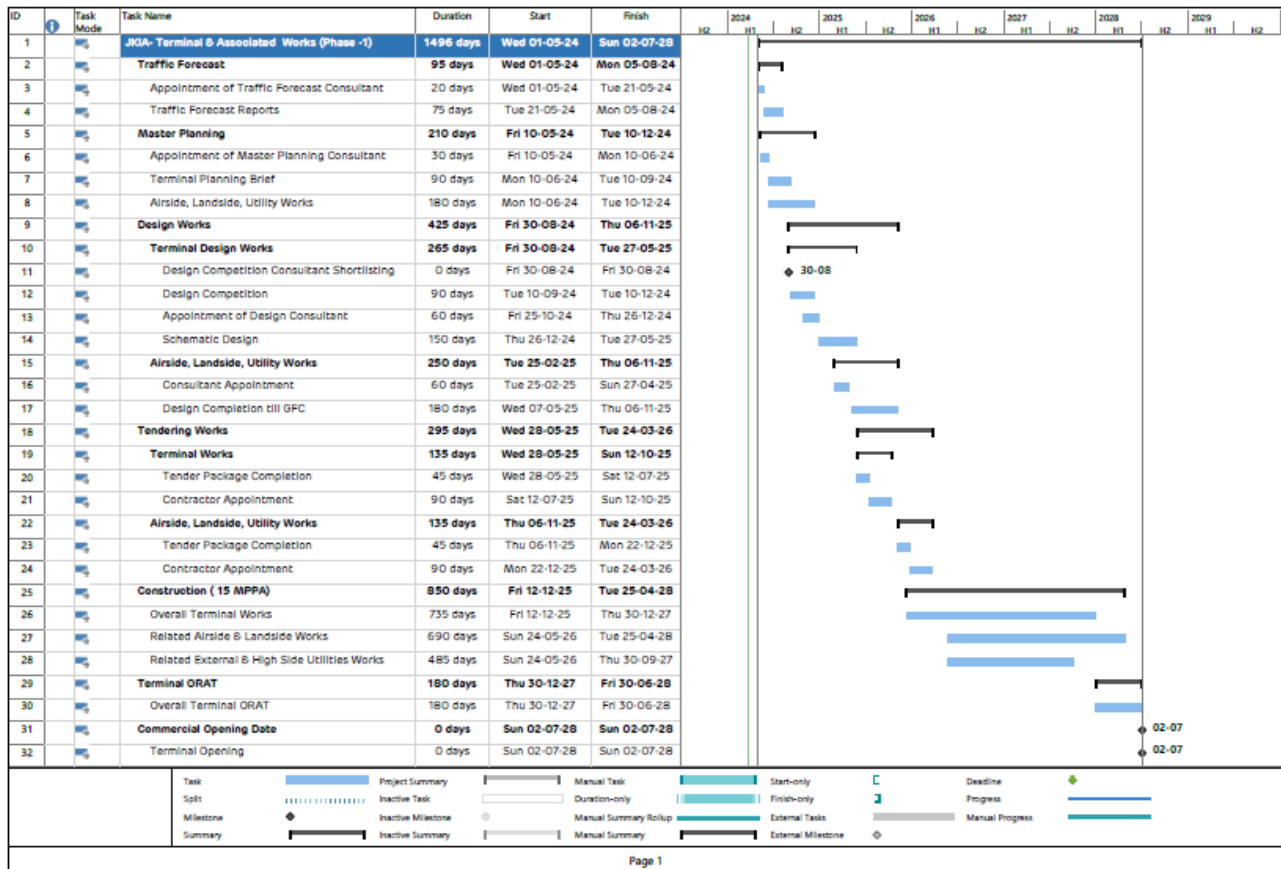 ID Task Mode Task Name Duration Start Finish 2024 2025 2026 2027 2028 2029
H2 H1 H2 H1 H2 H1 H2 H1 H2 H1 H2 H1 H2
1 JKIA- Terminal & Associated Works (Phase -1) 1496 days Wed 01-05-24 Sun 02-07-28
2 Traffic Forecast 95 days Wed 01-05-24 Mon 05-08-24
3 Appointment of Traffic Forecast Consultant 20 days Wed 01-05-24 Tue 21-05-24
4 Traffic Forecast Reports 75 days Tue 21-05-24 Mon 05-08-24
5 Master Planning 210 days Fri 10-05-24 Tue 10-12-24
6 Appointment of Master Planning Consultant 30 days Fri 10-05-24 Mon 10-06-24
7 Terminal Planning Brief 90 days Mon 10-06-24 Tue 10-09-24
8 Airside, Landside, Utility Works 180 days Mon 10-06-24 Tue 10-12-24
9 Design Works 425 days Fri 30-08-24 Thu 06-11-25
10 Terminal Design Works 265 days Fri 30-08-24 Tue 27-05-25
11 Design Competition Consultant Shortlisting 0 days Fri 30-08-24 Fri 30-08-24 30-08
12 Design Competition 90 days Tue 10-09-24 Tue 10-12-24
13 Appointment of Design Consultant 60 days Fri 25-10-24 Thu 26-12-24
14 Schematic Design 150 days Thu 26-12-24 Tue 27-05-25
15 Airside, Landside, Utility Works 250 days Tue 25-02-25 Thu 06-11-25
16 Consultant Appointment 60 days Tue 25-02-25 Sun 27-04-25
17 Design Completion till GFC 180 days Wed 07-05-25 Thu 06-11-25
18 Tendering Works 295 days Wed 28-05-25 Tue 24-03-26
19 Terminal Works 135 days Wed 28-05-25 Sun 12-10-25
20 Tender Package Completion 45 days Wed 28-05-25 Sat 12-07-25
21 Contractor Appointment 90 days Sat 12-07-25 Sun 12-10-25
22 Airside, Landside, Utility Works 135 days Thu 06-11-25 Tue 24-03-26
23 Tender Package Completion 45 days Thu 06-11-25 Mon 22-12-25
24 Contractor Appointment 90 days Mon 22-12-25 Tue 24-03-26
25 Construction ( 15 MPPA) 850 days Fri 12-12-25 Tue 25-04-28
26 Overall Terminal Works 735 days Fri 12-12-25 Thu 30-12-27
27 Related Airside & Landside Works 690 days Sun 24-05-26 Tue 25-04-28
28 Related External & High Side Utilities Works 485 days Sun 24-05-26 Thu 30-09-27
29 Terminal ORAT 180 days Thu 30-12-27 Fri 30-06-28
30 Overall Terminal ORAT 180 days Thu 30-12-27 Fri 30-06-28
31 Commercial Opening Date 0 days Sun 02-07-28 Sun 02-07-28 02-07
32 Terminal Opening 0 days Sun 02-07-28 Sun 02-07-28 02-07
Task Project Summary Manual Task Start-only Deadline
Split Inactive Task Duration-only Finish-only Progress
Milestone Inactive Milestone Manual Summary Rollup External Tasks Manual Progress
Summary Inactive Summary Manual Summary External Milestone
Page 1